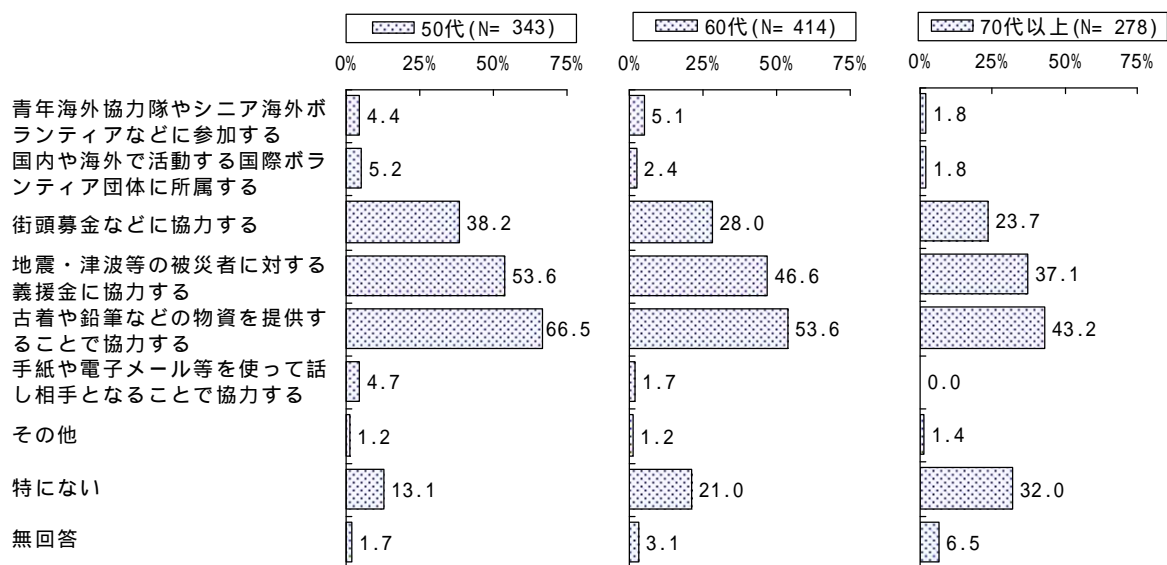 50代(N= 343)
60代(N= 414)
70代以上(N= 278)
0% 25% 50% 75%
0% 25% 50% 75%
0% 25% 50% 75%
青年海外協力隊やシニア海外ボ
ランティアなどに参加する
4.4 5.1 1.8
国内や海外で活動する国際ボラ
ンティア団体に所属する
5.2 2.4 1.8
街頭募金などに協力する
38.2 28.0 23.7
地震・津波等の被災者に対する
義援金に協力する
53.6 46.6 37.1
古着や鉛筆などの物資を提供す
ることで協力する
66.5 53.6 43.2
手紙や電子メール等を使って話
し相手となることで協力する
4.7 1.7 0.0
その他
1.2 1.2 1.4
特にない
13.1 21.0 32.0
無回答
1.7 3.1 6.5